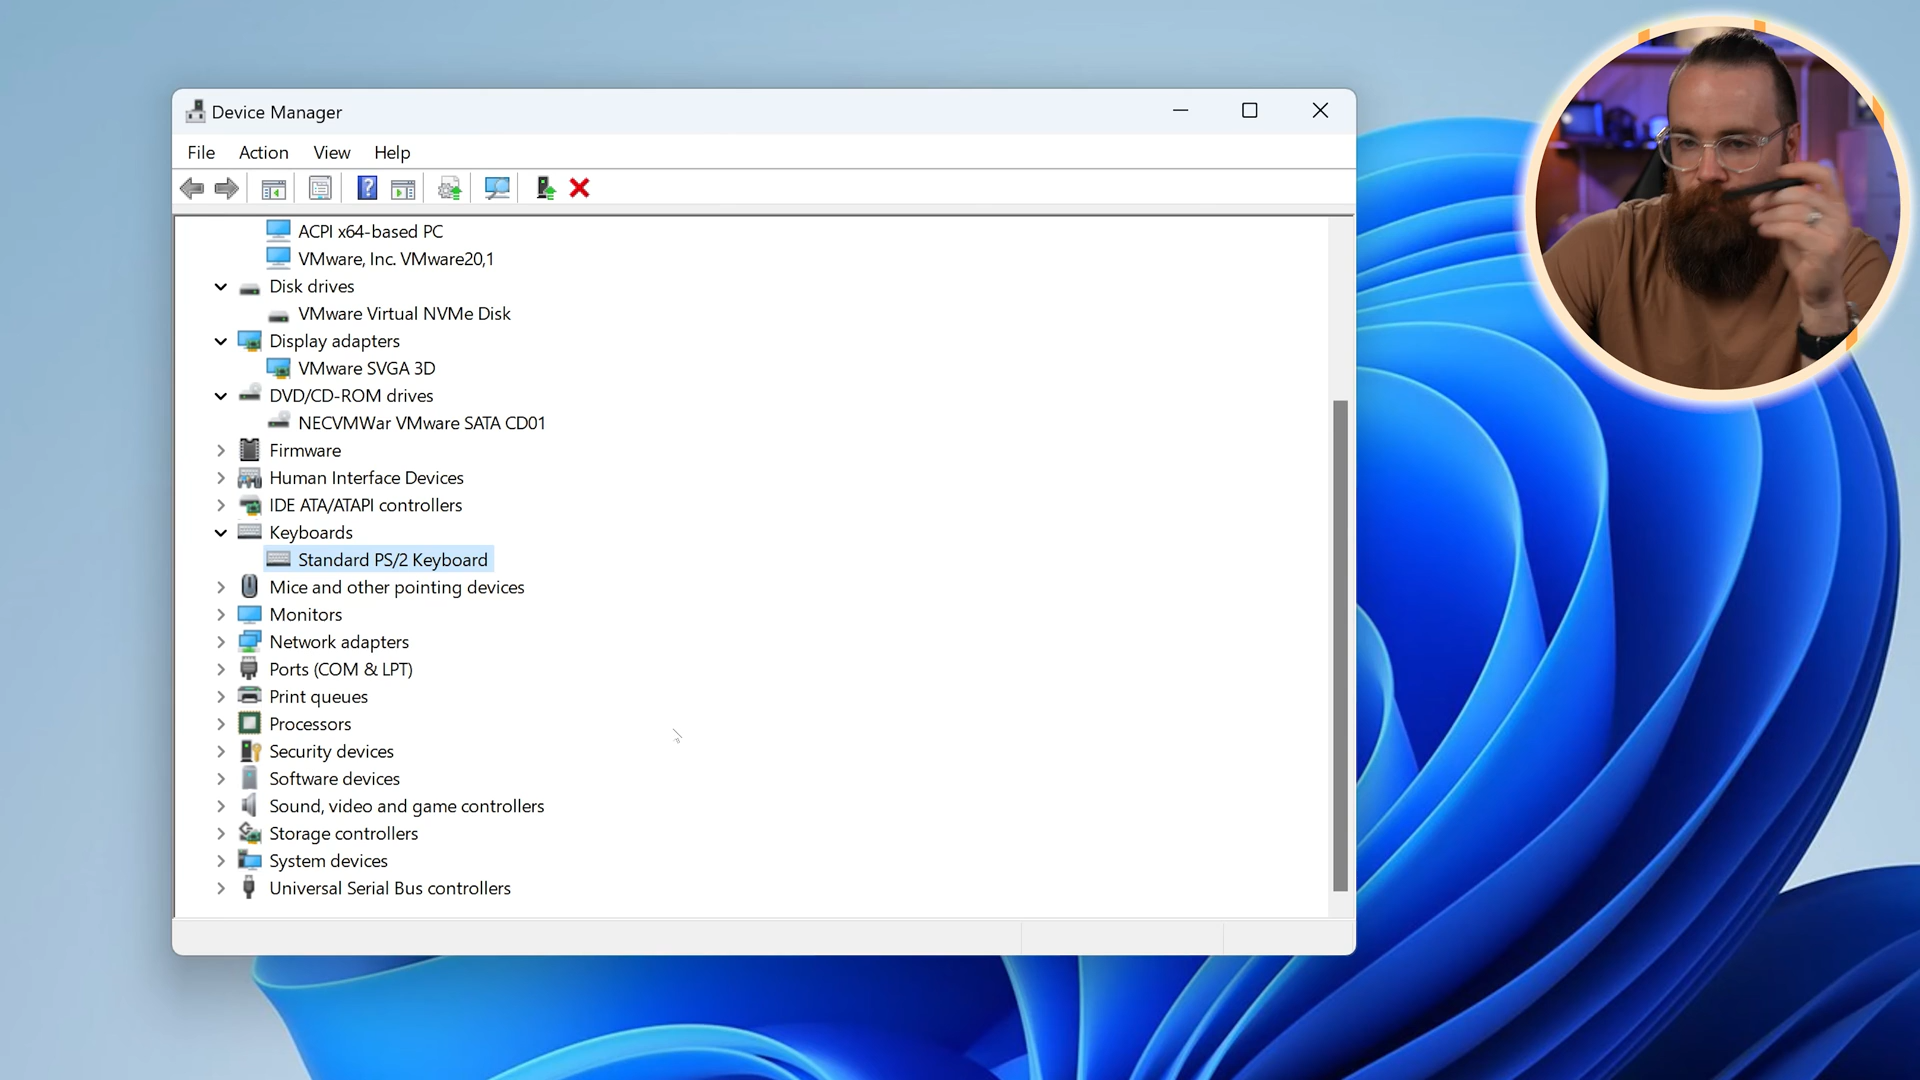 Device Manager
File Action View Help
ACPI x64-based PC
VMware, Inc. VMware20,1
Disk drives
VMware Virtual NVMe Disk
Display adapters
VMware SVGA 3D
DVD/CD-ROM drives
NECVMWar VMware SATA CD01
Firmware
Human Interface Devices
IDE ATA/ATAPI controllers
Keyboards
Standard PS/2 Keyboard
Mice and other pointing devices
Monitors
Network adapters
Ports (COM & LPT)
Print queues
Processors
Security devices
Software devices
Sound, video and game controllers
Storage controllers
System devices
Universal Serial Bus controllers